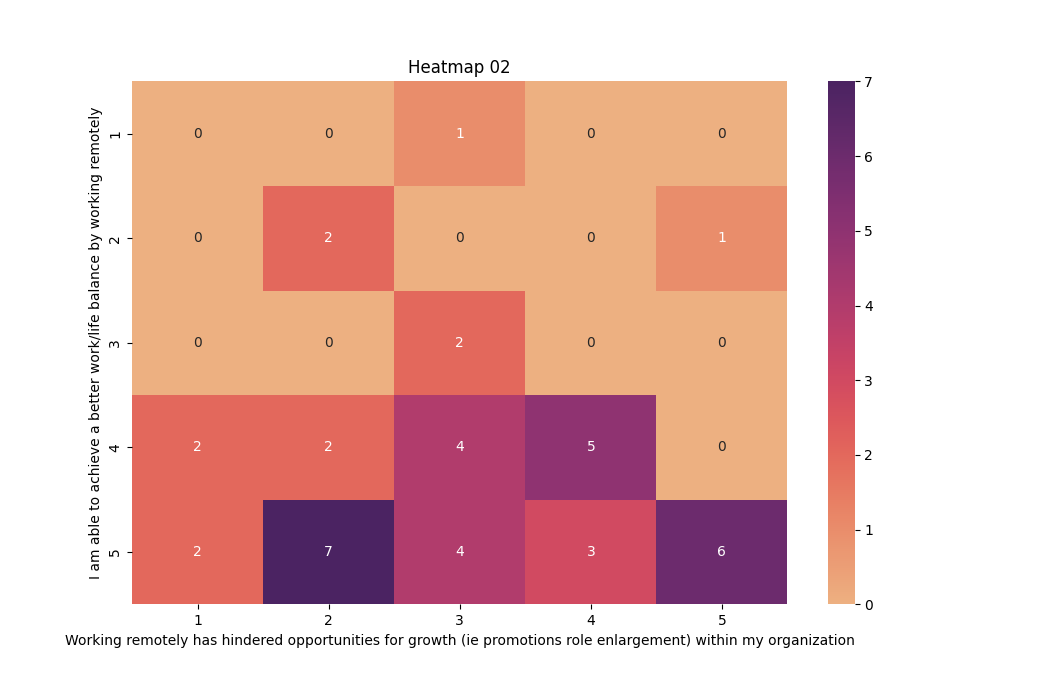 Heatmap 02
I am able to achieve a better work/life balance by working remotely
1 0 0 1 0 0
2 0 2 0 0 1
3 0 0 2 0 0
4 2 2 4 5 0
5 2 7 4 3 6
1 2 3 4 5
Working remotely has hindered opportunities for growth (ie promotions role enlargement) within my organization
7
6
5
4
3
2
1
0